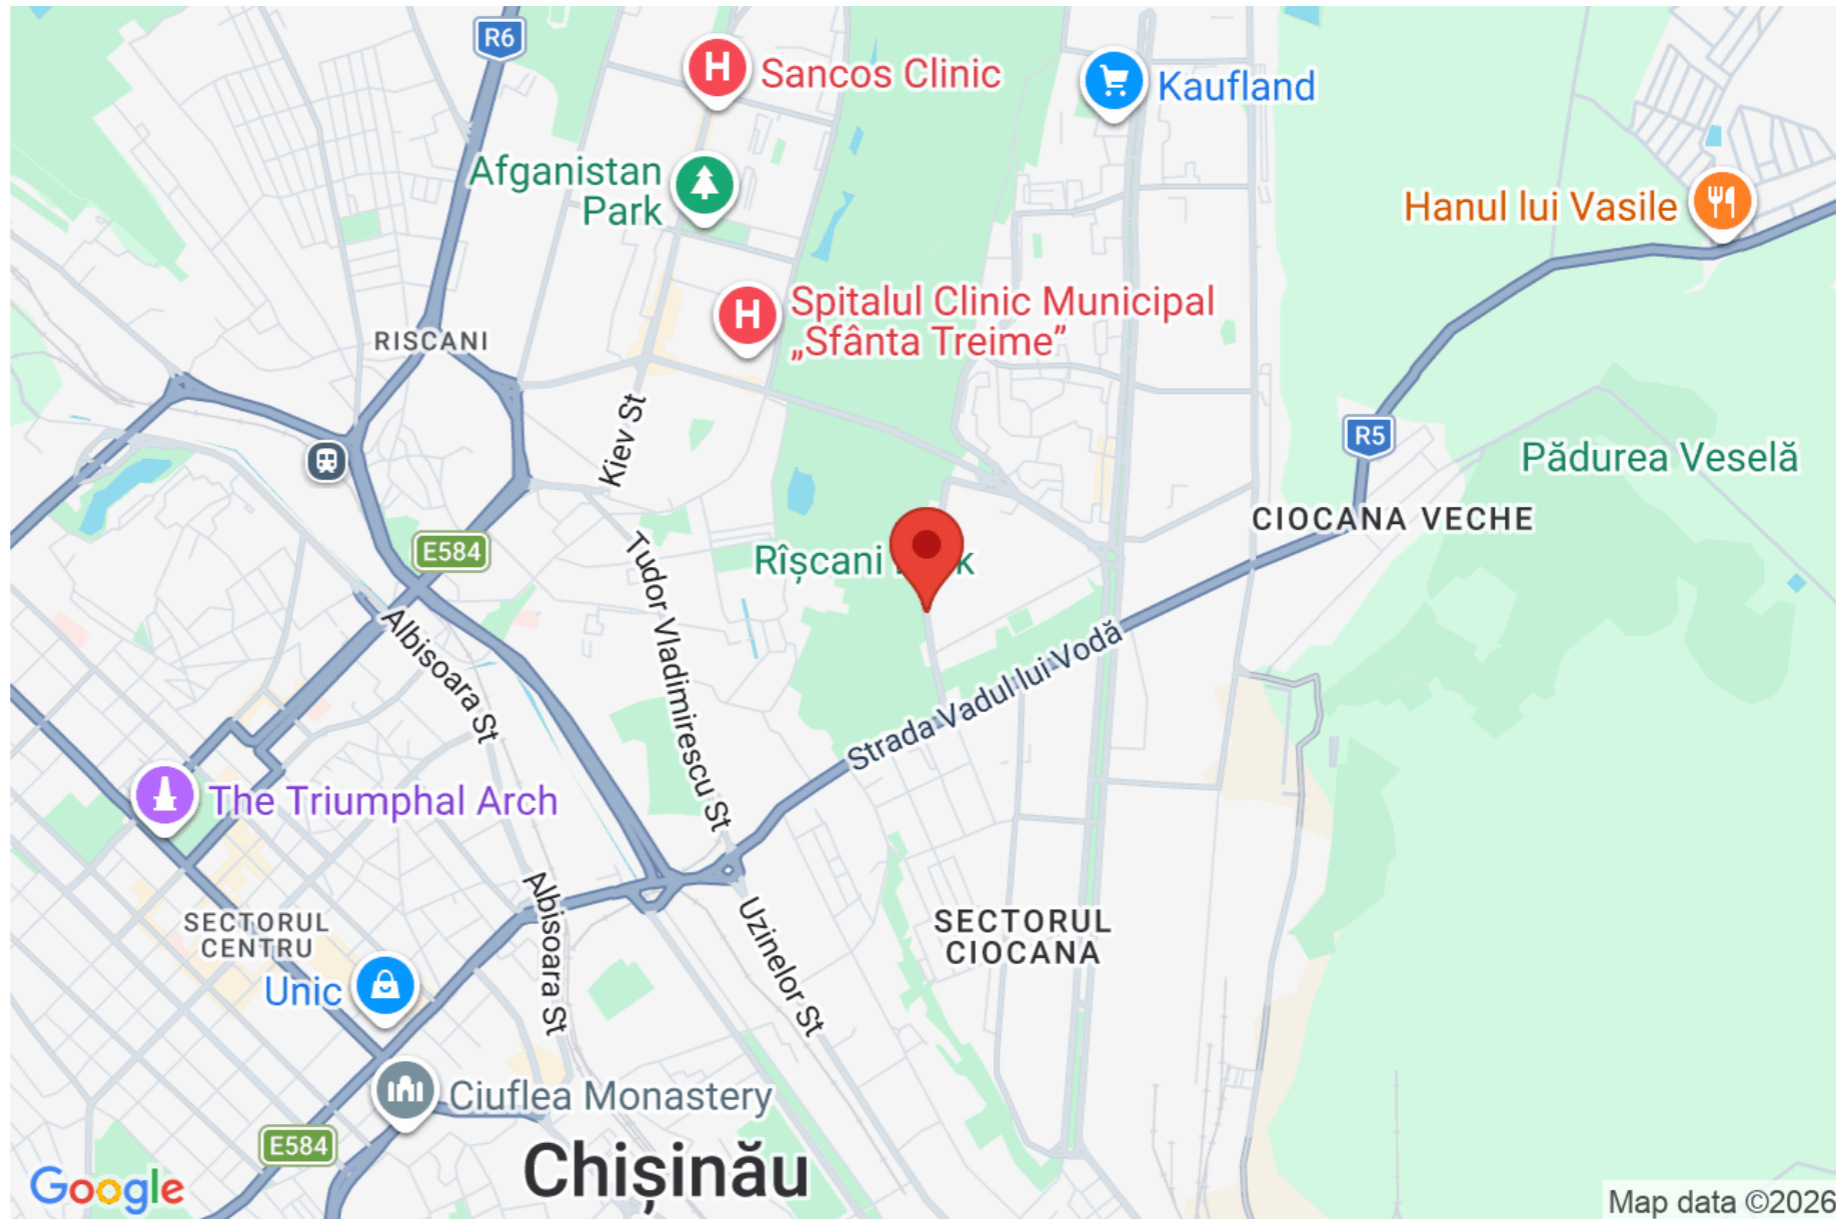 R6
Sancos Clinic
Kaufland
Afganistan
Park
Hanul lui Vasile
Spitalul Clinic Municipal
„Sfânta Treime”
RISCANI
Kiev St
R5
Pădurea Veselă
CIOCANA VECHE
E584
Rîșcani
k
Tudor Vladimirescu St
Albisoara St
Strada Vadul lui Vodă
The Triumphal Arch
Albisoara St
Uzinelor St
SECTORUL
CENTRU
SECTORUL
CIOCANA
Unic
Ciuflea Monastery
E584
Chișinău
Google
Map data ©2026